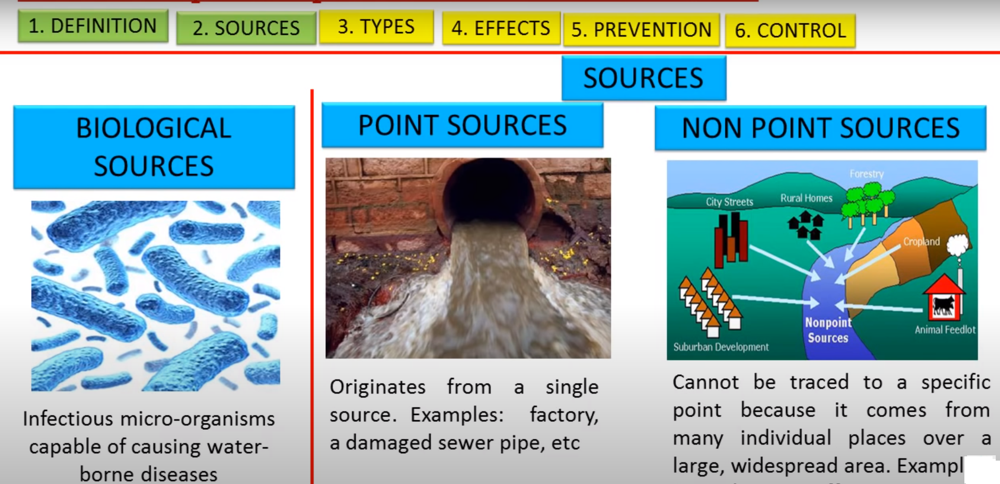 1. DEFINITION
2. SOURCES
3. TYPES
4. EFFECTS
5. PREVENTION
6. CONTROL
SOURCES
BIOLOGICAL
SOURCES
Infectious micro-organisms
capable of causing water-
borne diseases
POINT SOURCES
Originates from a single
source. Examples: factory,
a damaged sewer pipe, etc
NON POINT SOURCES
Forestry
City Streets
Rural Homes
Cropland
Nonpoint
Sources
Animal Feedlot
Suburban Development
Cannot be traced to a specific
point because it comes from
many individual places over a
large, widespread area. Exampl